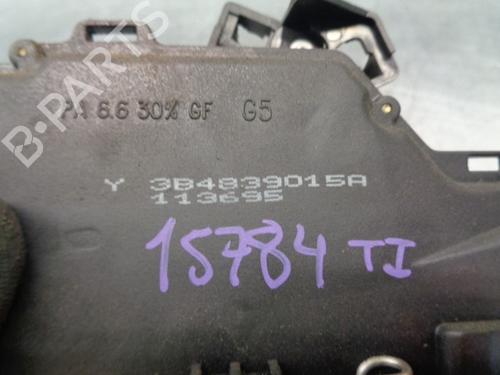 B-PARTS
PA 6.6 30% GF G5
Y 3B4839015A
113695
15784 TI